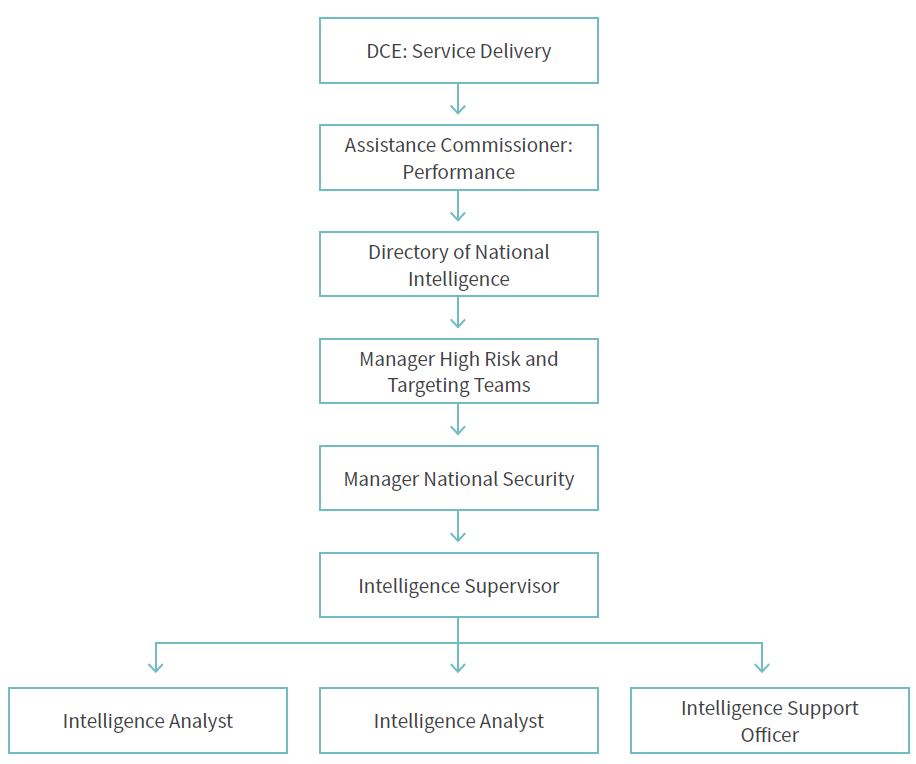 DCE: Service Delivery
Assistance Commissioner:
Performance
Directory of National
Intelligence
Manager High Risk and
Targeting Teams
Manager National Security
Intelligence Supervisor
Intelligence Analyst
Intelligence Analyst
Intelligence Support
Officer